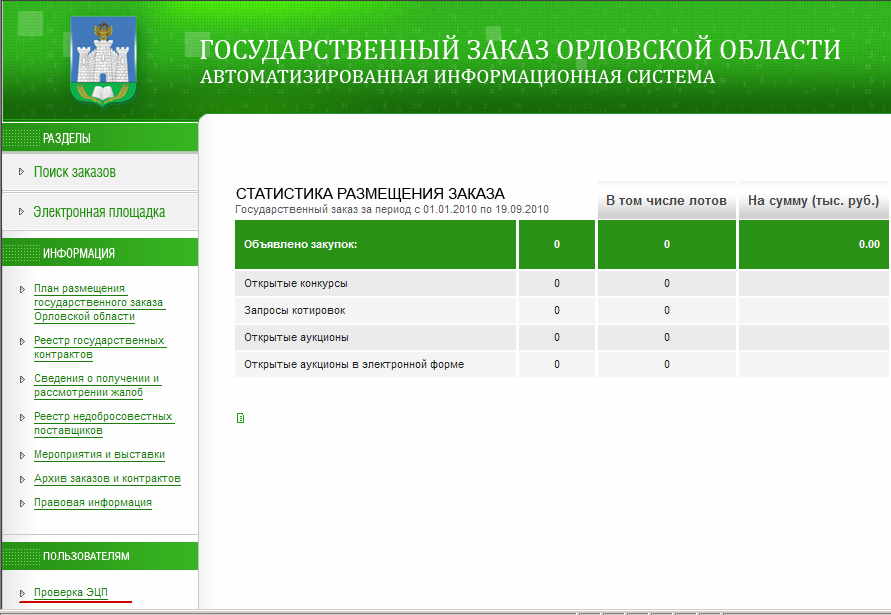 ГОСУДАРСТВЕННЫЙ ЗАКАЗ ОРЛОВСКОЙ ОБЛАСТИ
АВТОМАТИЗИРОВАННАЯ ИНФОРМАЦИОННАЯ СИСТЕМА
РАЗДЕЛЫ
Поиск заказов
Электронная площадка
ИНФОРМАЦИЯ
План размещения
государственного заказа
Орловской области
Реестр государственных
контрактов
Сведения о получении и
рассмотрении жалоб
Реестр недобросовестных
поставщиков
Мероприятия и выставки
Архив заказов и контрактов
Правовая информация
ПОЛЬЗОВАТЕЛЯМ
Проверка ЭЦП
СТАТИСТИКА РАЗМЕЩЕНИЯ ЗАКАЗА
Государственный заказ за период с 01.01.2010 по 19.09.2010
В том числе лотов На сумму (тыс. руб.)
Объявлено закупок: 0 0 0.00
Открытые конкурсы 0 0
Запросы котировок 0 0
Открытые аукционы 0 0
Открытые аукционы в электронной форме 0 0